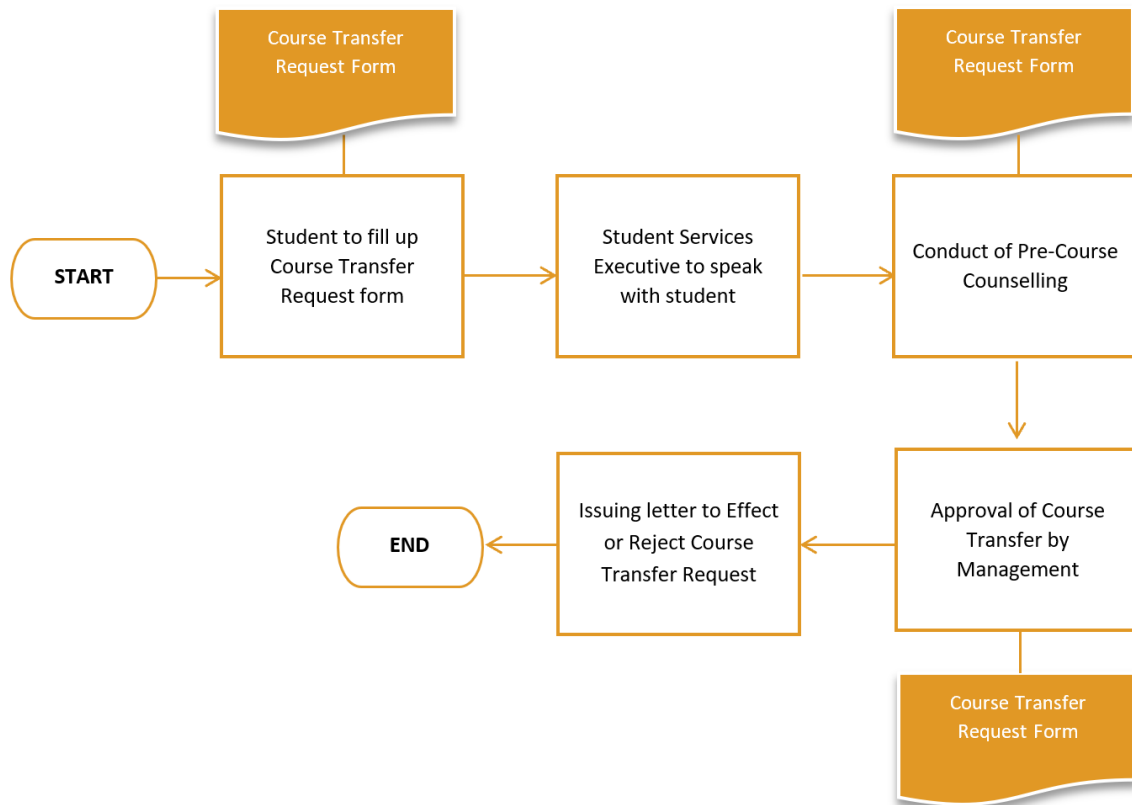 Course Transfer
Request Form
Course Transfer
Request Form
START
Student to fill up
Course Transfer
Request form
Student Services
Executive to speak
with student
Conduct of Pre-Course
Counselling
Approval of Course
Transfer by
Management
Issuing letter to Effect
or Reject Course
Transfer Request
END
Course Transfer
Request Form